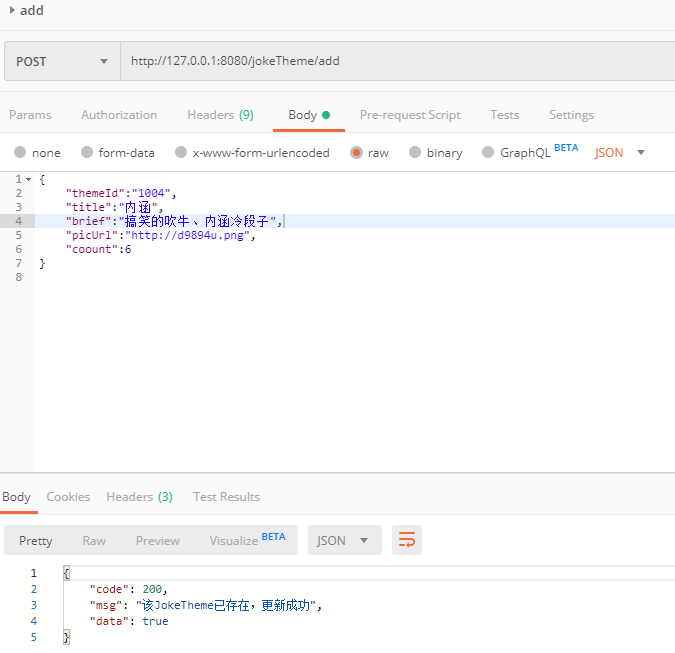 add
POST http://127.0.0.1:8080/jokeTheme/add
Params Authorization Headers (9) Body Pre-request Script Tests Settings
none form-data x-www-form-urlencoded raw binary GraphQL BETA JSON
1 {
2 "themeId":"1004",
3 "title":"内涵",
4 "brief":"搞笑的吹牛、内涵冷段子",
5 "picUrl":"http://d9894u.png",
6 "coount":6
7 }
8
Body Cookies Headers (3) Test Results
Pretty Raw Preview Visualize BETA JSON
1 {
2 "code": 200,
3 "msg": "该JokeTheme已存在，更新成功",
4 "data": true
5 }